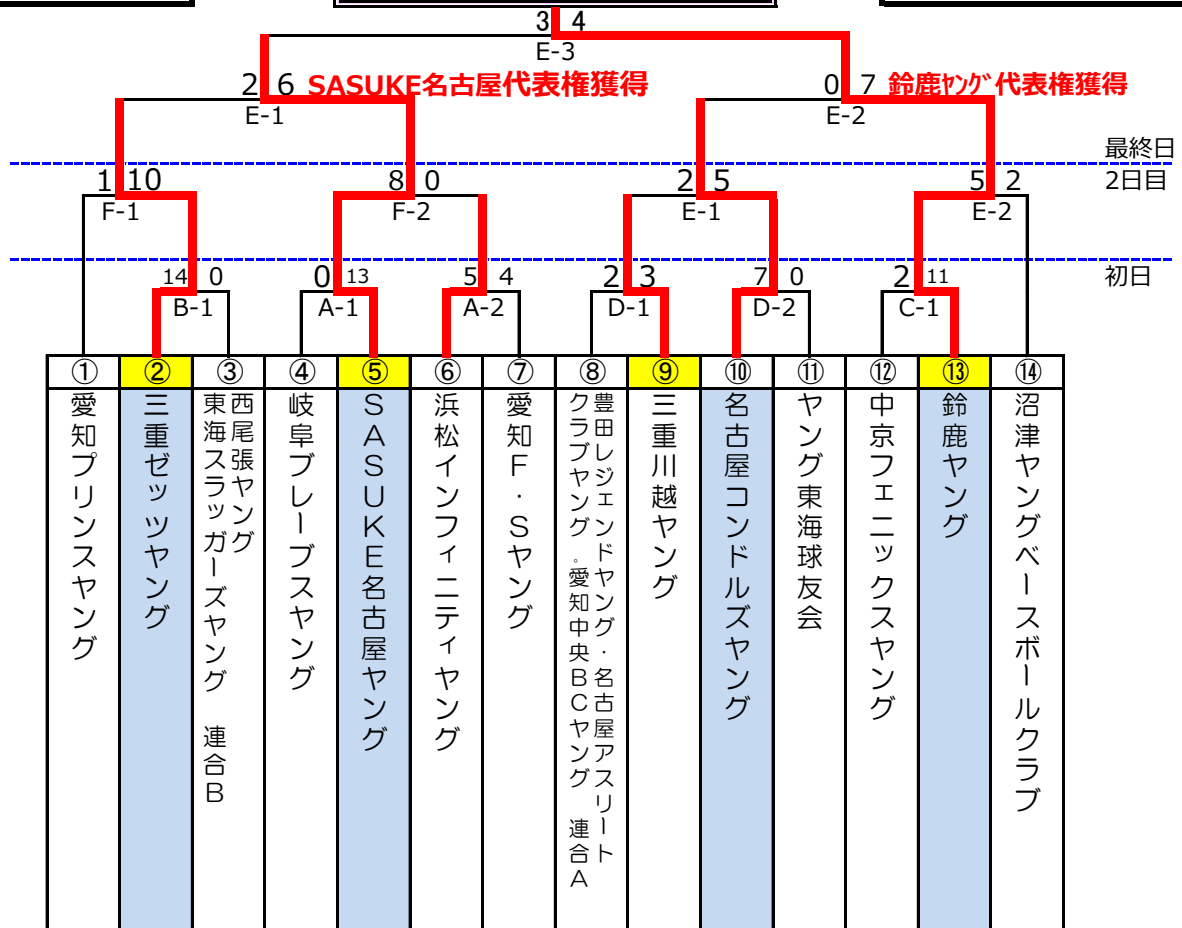 3 4
E-3
2 6 SASUKE名古屋代表権獲得
E-1
0 7 鈴鹿ﾔﾝｸﾞ代表権獲得
E-2
最終日
1 10
F-1
8 0
F-2
2 5
E-1
5 2
E-2
2日目
14 0
B-1
0 13
A-1
5 4
A-2
2 3
D-1
7 0
D-2
2 11
C-1
初日
① ② ③ ④ ⑤ ⑥ ⑦ ⑧ ⑨ ⑩ ⑪ ⑫ ⑬ ⑭
愛知プリンスヤング
三重ゼッツヤング
西尾張ヤング
東海スラッガーズヤング 連合B
岐阜ブレーブスヤング
SASUKE名古屋ヤング
浜松インフィニティヤング
愛知F・Sヤング
豊田レジェンドヤング・名古屋アスリート
クラブヤング。愛知中央BCヤング 連合A
三重川越ヤング
名古屋コンドルズヤング
ヤング東海球友会
中京フェニックスヤング
鈴鹿ヤング
沼津ヤングベースボールクラブ